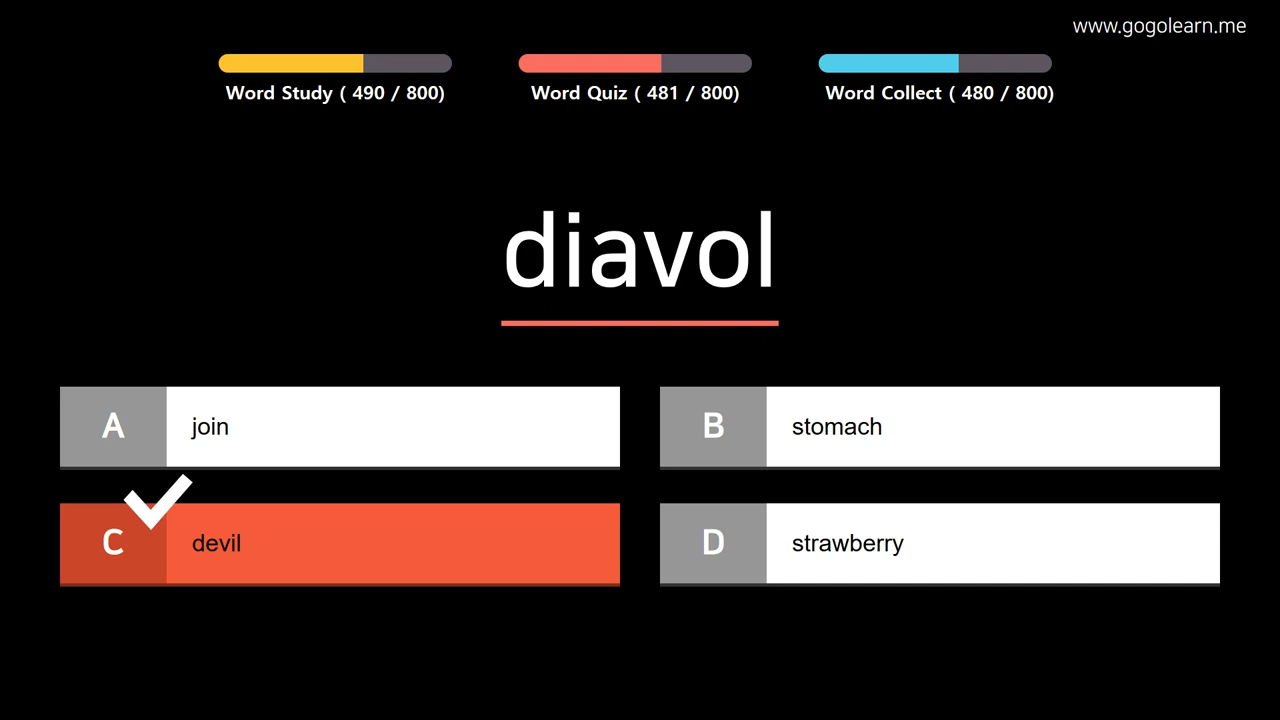 www.gogolearn.me
Word Study ( 490 / 800)
Word Quiz ( 481 / 800)
Word Collect ( 480 / 800)
diavol
A join
B stomach
C devil
D strawberry